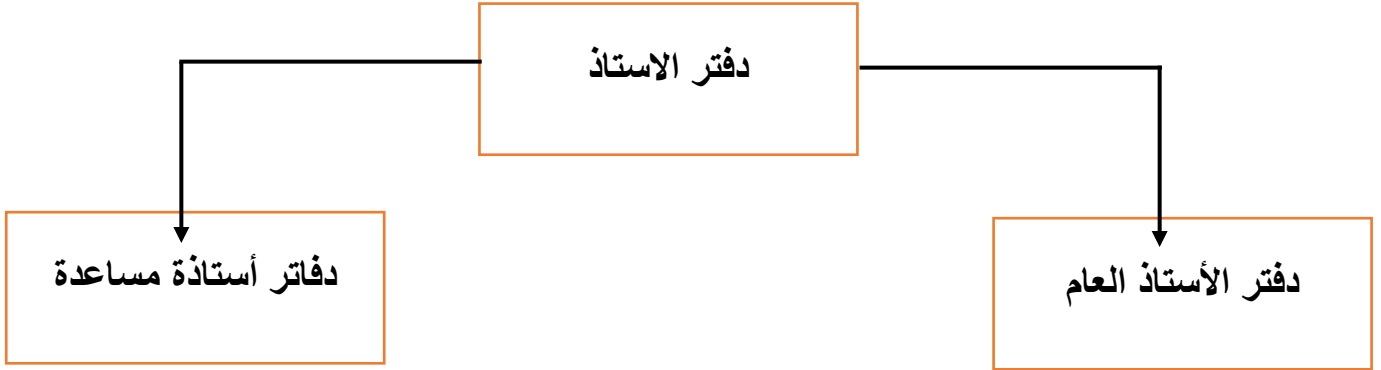 دفتر الاستاذ
دفتر الأستاذ العام
دفاتر أستاذة مساعدة